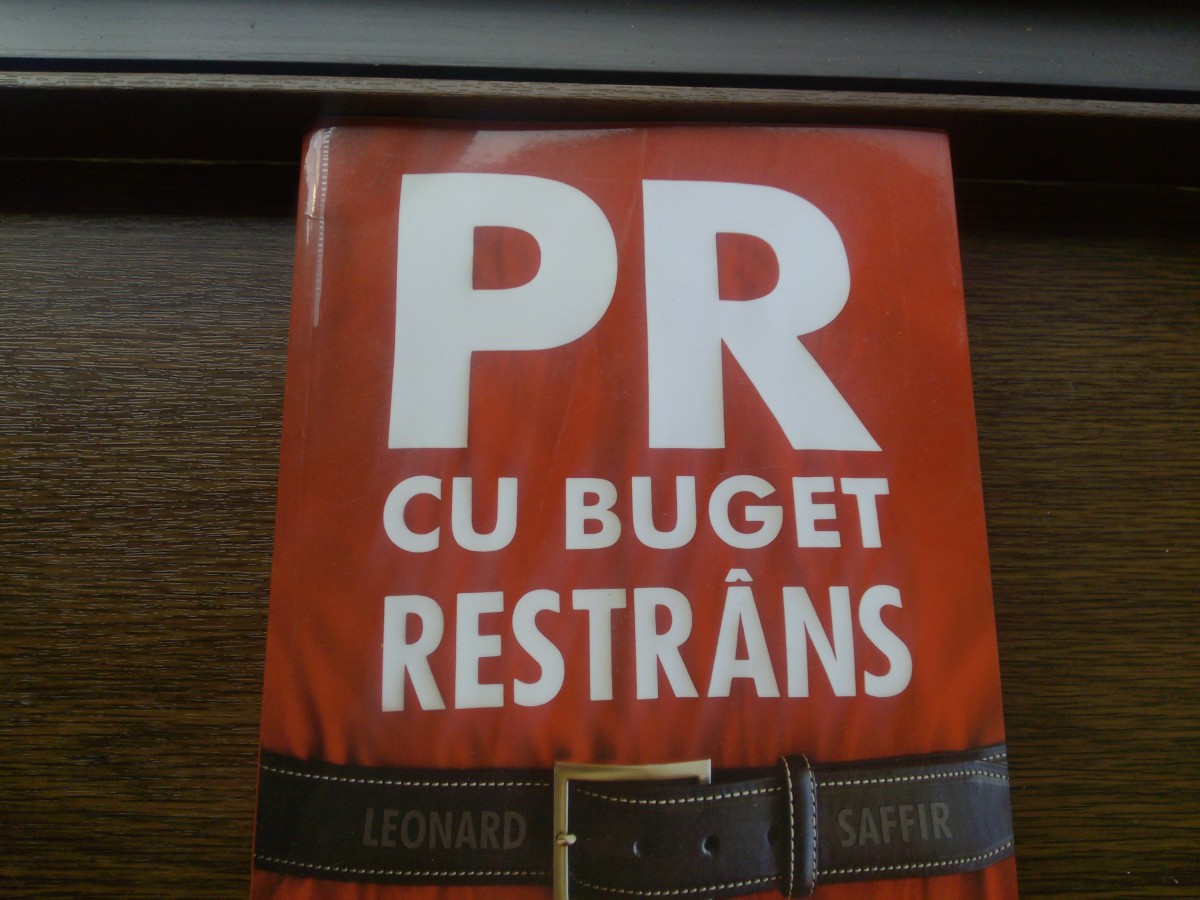 PR
CU BUGET
RESTRÂNS
LEONARD SAFFIR